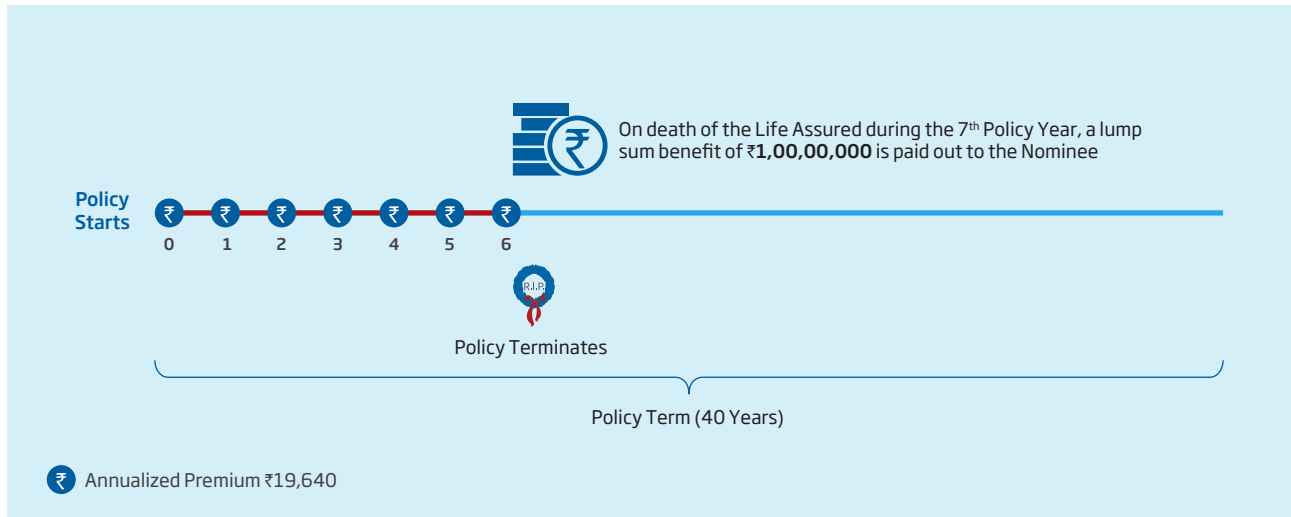 On death of the Life Assured during the 7th Policy Year, a lump
sum benefit of ₹1,00,00,000 is paid out to the Nominee
Policy
Starts
₹ ₹ ₹ ₹ ₹ ₹ ₹
0 1 2 3 4 5 6
R.I.P.
Policy Terminates
Policy Term (40 Years)
₹ Annualized Premium ₹19,640